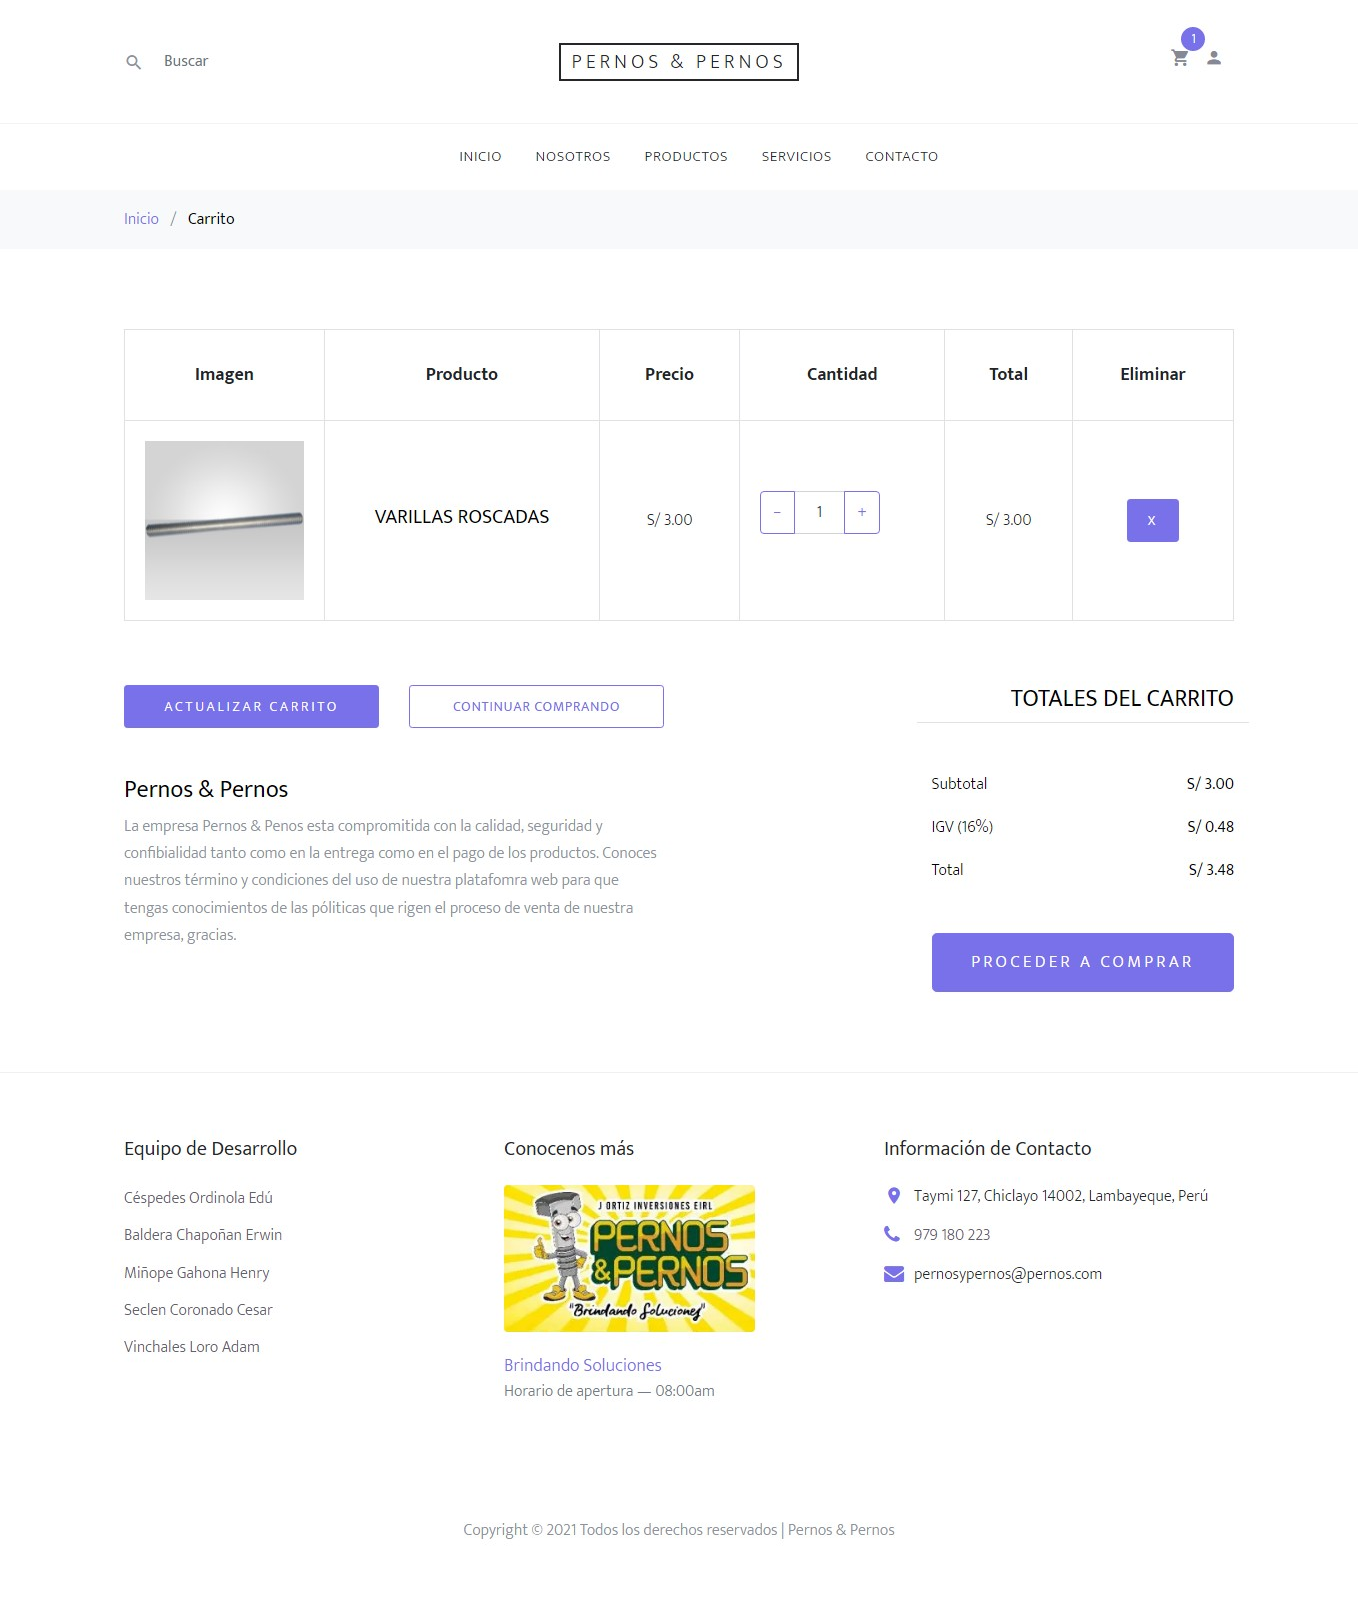 Buscar
PERNOS & PERNOS
1
INICIO NOSOTROS PRODUCTOS SERVICIOS CONTACTO
Inicio / Carrito
Imagen Producto Precio Cantidad Total Eliminar
VARILLAS ROSCADAS S/ 3.00 − 1 + S/ 3.00 X
ACTUALIZAR CARRITO CONTINUAR COMPRANDO
TOTALES DEL CARRITO
Subtotal S/ 3.00
IGV (16%) S/ 0.48
Total S/ 3.48
PROCEDER A COMPRAR
Pernos & Pernos
La empresa Pernos & Penos esta compromitida con la calidad, seguridad y
confibialidad tanto como en la entrega como en el pago de los productos. Conoces
nuestros término y condiciones del uso de nuestra platafomra web para que
tengas conocimientos de las póliticas que rigen el proceso de venta de nuestra
empresa, gracias.
Equipo de Desarrollo
Céspedes Ordinola Edú
Baldera Chapoñan Erwin
Miñope Gahona Henry
Seclen Coronado Cesar
Vinchales Loro Adam
Conocenos más
J ORTIZ INVERSIONES EIRL
PERNOS
&PERNOS
"Brindando Soluciones"
Brindando Soluciones
Horario de apertura — 08:00am
Información de Contacto
Taymi 127, Chiclayo 14002, Lambayeque, Perú
979 180 223
pernosypernos@pernos.com
Copyright © 2021 Todos los derechos reservados | Pernos & Pernos